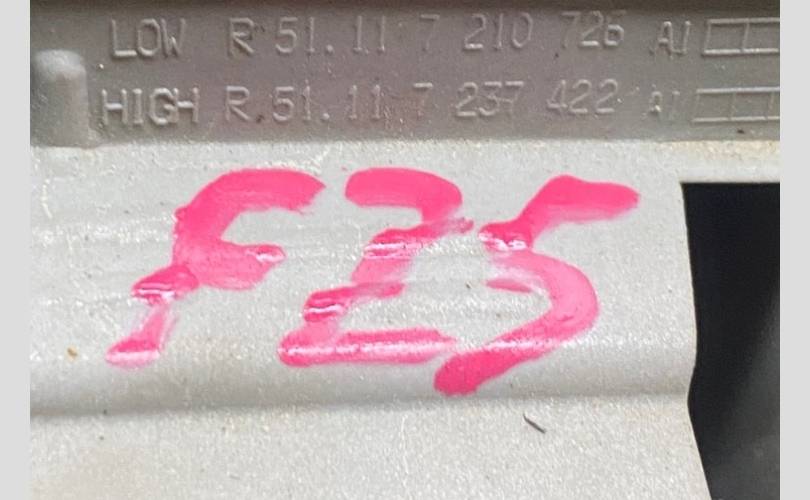 LOW R 51.11 7 210 726 AI
HIGH R 51.11 7 237 422 AI
F25